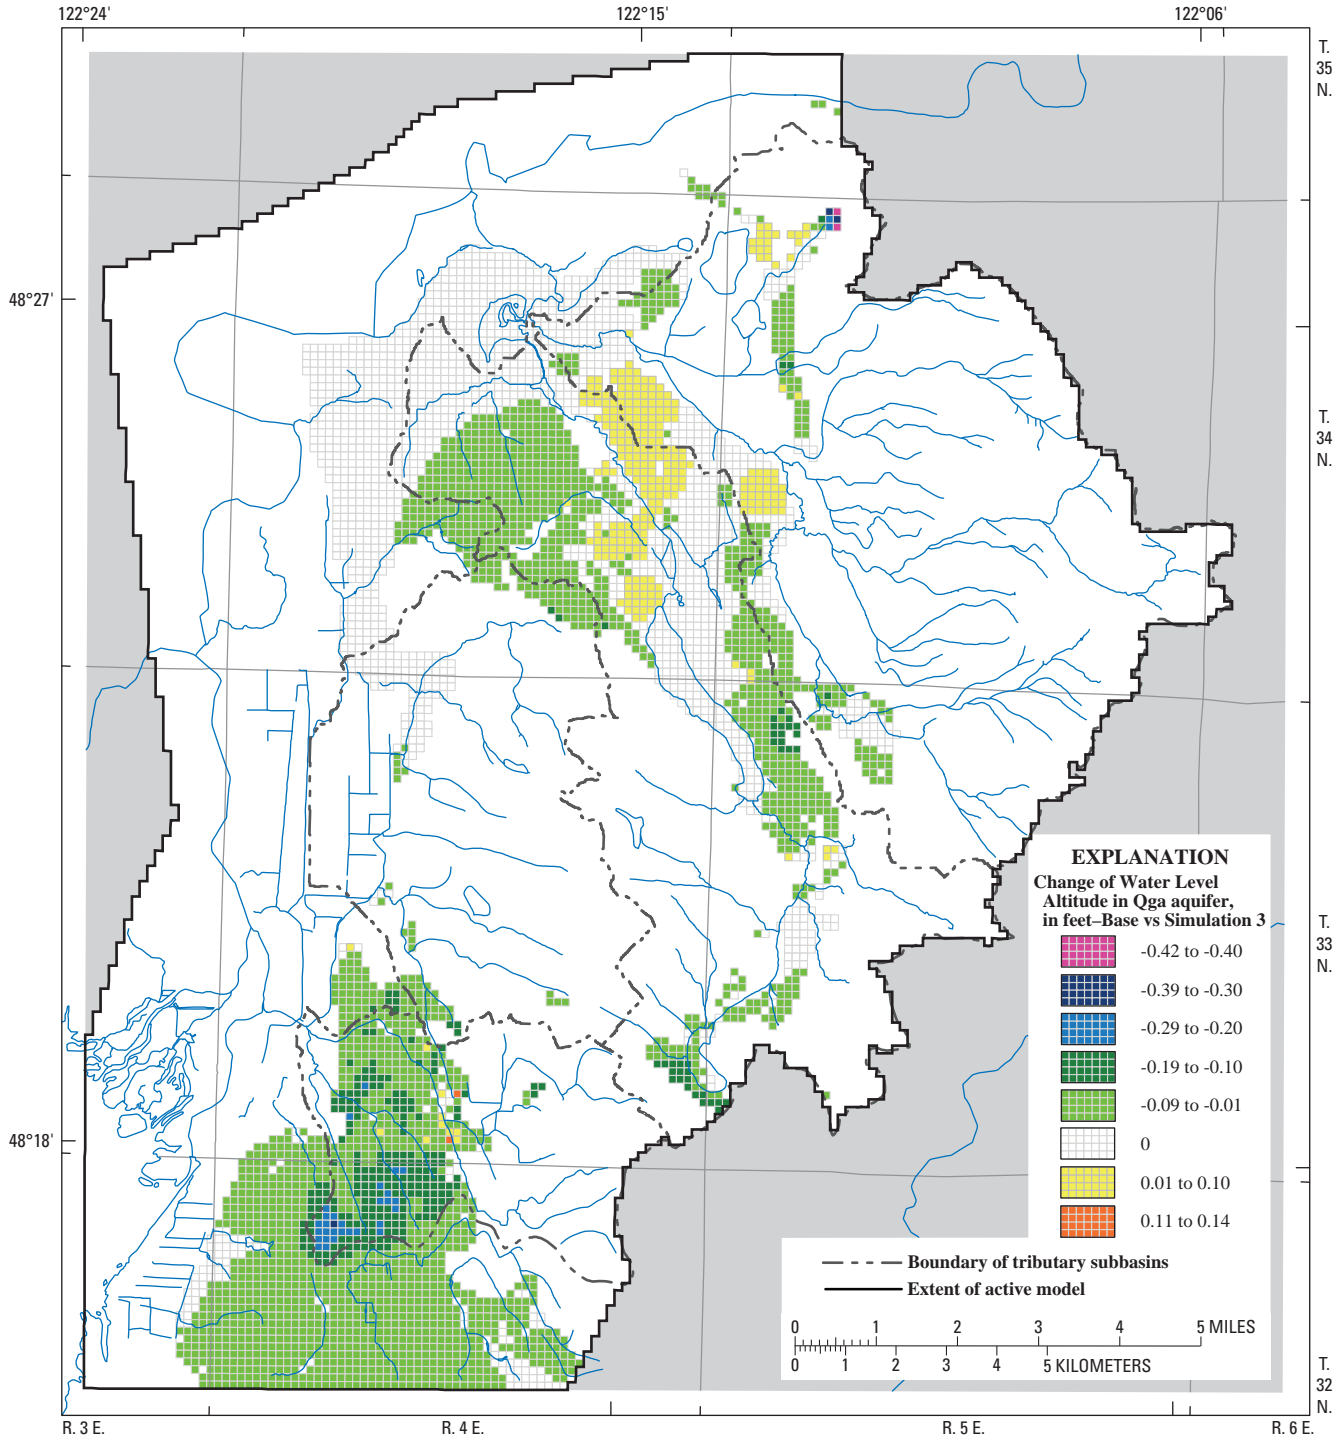 122°24'
122°15'
122°06'
T.
35
N.
48°27'
T.
34
N.
T.
33
N.
48°18'
T.
32
N.
EXPLANATION
Change of Water Level
Altitude in Qga aquifer,
in feet–Base vs Simulation 3
-0.42 to -0.40
-0.39 to -0.30
-0.29 to -0.20
-0.19 to -0.10
-0.09 to -0.01
0
0.01 to 0.10
0.11 to 0.14
Boundary of tributary subbasins
Extent of active model
0 1 2 3 4 5 MILES
0 1 2 3 4 5 KILOMETERS
R. 3 E.
R. 4 E.
R. 5 E.
R. 6 E.